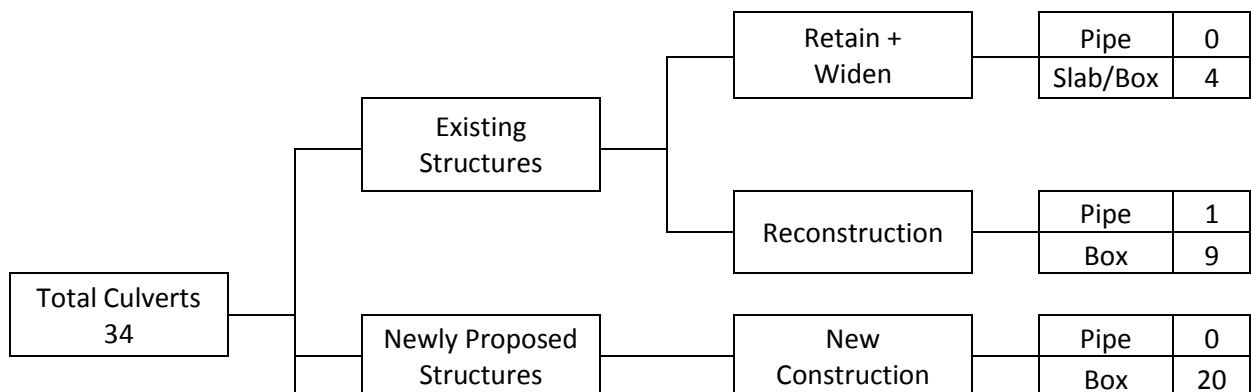 Retain +
Widen
Pipe 0
Slab/Box 4
Existing
Structures
Reconstruction
Pipe 1
Box 9
Total Culverts
34
Newly Proposed
Structures
New
Construction
Pipe 0
Box 20